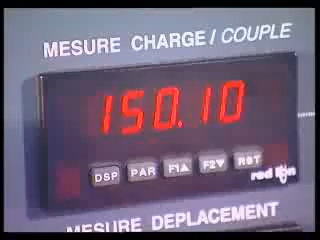 MESURE CHARGE / COUPLE
150.10
DSP PAR F1▲ F2▼ RST
red lion
MESURE DEPLACEMENT